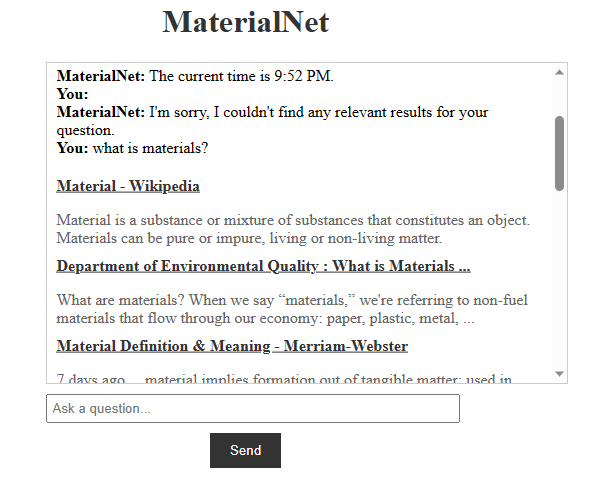 MaterialNet
MaterialNet: The current time is 9:52 PM.
You:
MaterialNet: I'm sorry, I couldn't find any relevant results for your
question.
You: what is materials?
Material - Wikipedia
Material is a substance or mixture of substances that constitutes an object.
Materials can be pure or impure, living or non-living matter.
Department of Environmental Quality : What is Materials ...
What are materials? When we say “materials,” we're referring to non-fuel
materials that flow through our economy: paper, plastic, metal, ...
Material Definition & Meaning - Merriam-Webster
7 days ago ... material implies formation out of tangible matter; used in
Ask a question...
Send